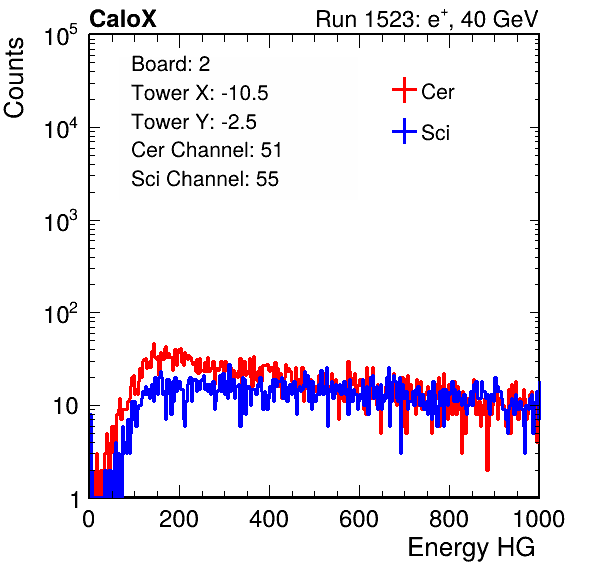 CaloX Run 1523: e⁺, 40 GeV
Counts
10⁵
10⁴
10³
10²
10
1
Board: 2
Tower X: -10.5
Tower Y: -2.5
Cer Channel: 51
Sci Channel: 55
Cer
Sci
0 200 400 600 800 1000
Energy HG